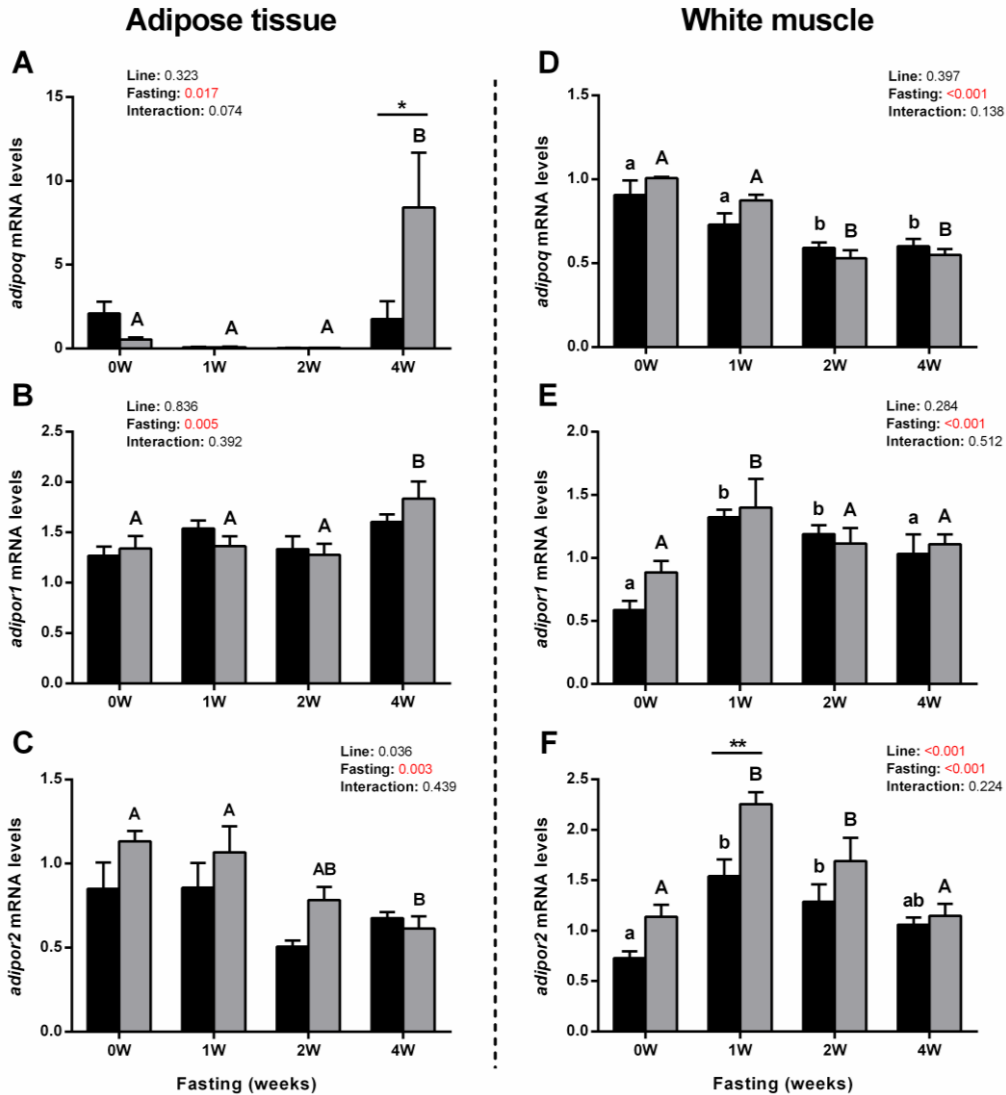 Adipose tissue
A
Line: 0.323
Fasting: 0.017
Interaction: 0.074
adipoq mRNA levels
15
10
5
0
*
A
A
A
B
0W
1W
2W
4W
B
Line: 0.836
Fasting: 0.005
Interaction: 0.392
adipor1 mRNA levels
2.5
2.0
1.5
1.0
0.5
0.0
A
A
A
B
0W
1W
2W
4W
C
Line: 0.036
Fasting: 0.003
Interaction: 0.439
adipor2 mRNA levels
1.5
1.0
0.5
0.0
A
A
AB
B
0W
1W
2W
4W
Fasting (weeks)
White muscle
D
Line: 0.397
Fasting: <0.001
Interaction: 0.138
adipoq mRNA levels
1.5
1.0
0.5
0.0
a
A
a
A
b
B
b
B
0W
1W
2W
4W
E
Line: 0.284
Fasting: <0.001
Interaction: 0.512
adipor1 mRNA levels
2.0
1.5
1.0
0.5
0.0
a
A
b
B
b
A
a
A
0W
1W
2W
4W
F
Line: <0.001
Fasting: <0.001
Interaction: 0.224
adipor2 mRNA levels
2.5
2.0
1.5
1.0
0.5
0.0
**
a
A
b
B
b
B
ab
A
0W
1W
2W
4W
Fasting (weeks)